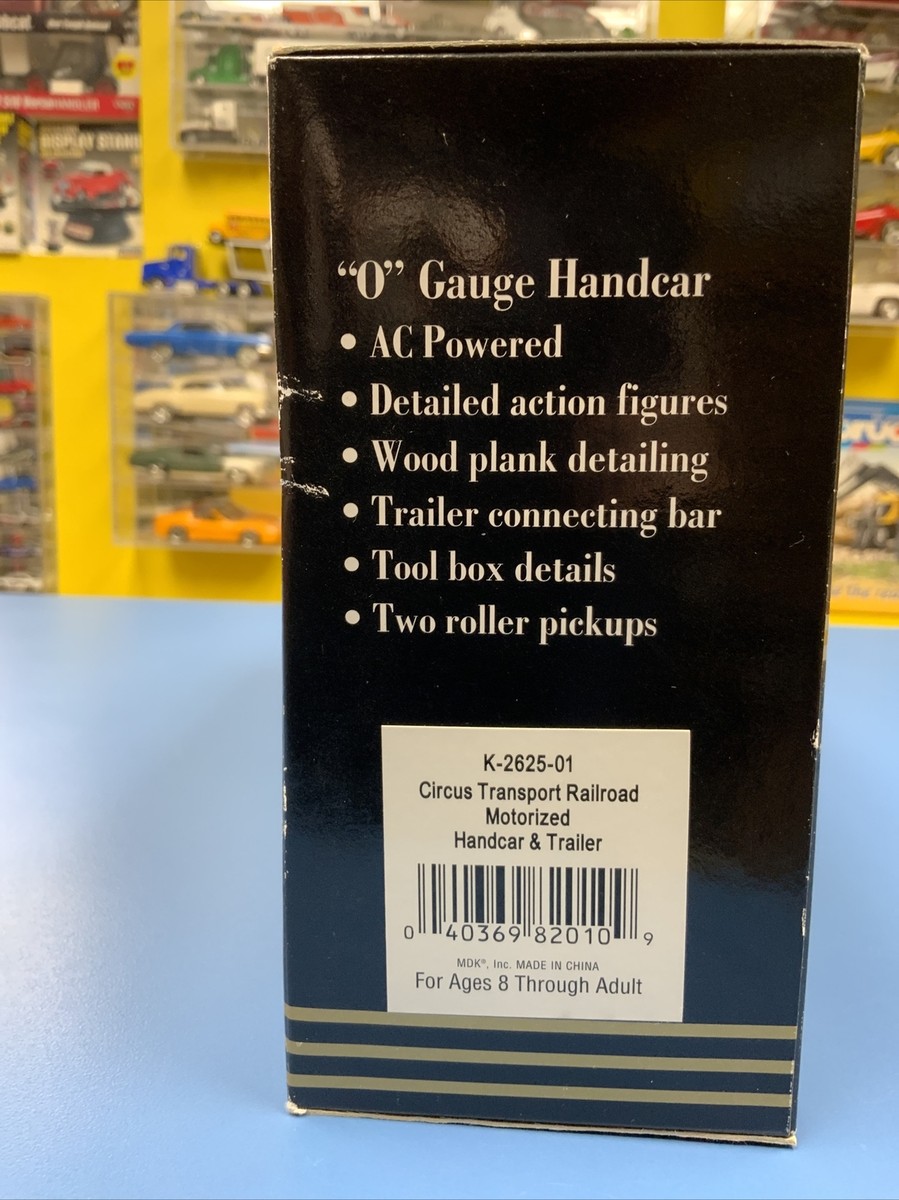 DISPLAY STAND
“O” Gauge Handcar
• AC Powered
• Detailed action figures
• Wood plank detailing
• Trailer connecting bar
• Tool box details
• Two roller pickups
K-2625-01
Circus Transport Railroad
Motorized
Handcar & Trailer
0 40369 82010 9
MDK®, Inc. MADE IN CHINA
For Ages 8 Through Adult